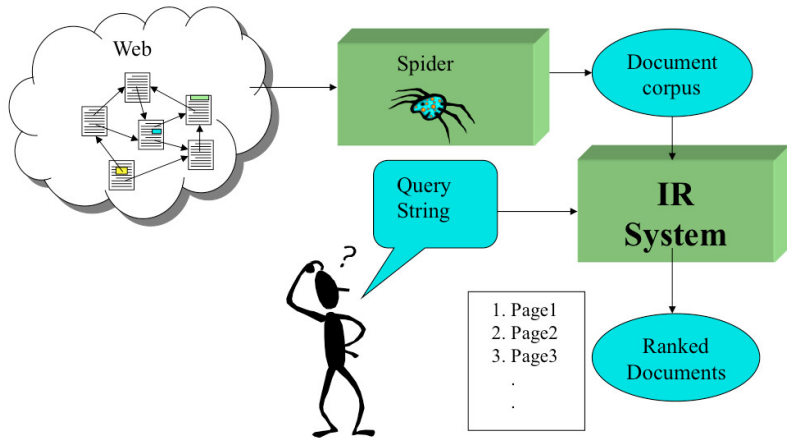 Web
Spider
Document
corpus
Query
String
IR
System
?
1. Page1
2. Page2
3. Page3
.
.
Ranked
Documents